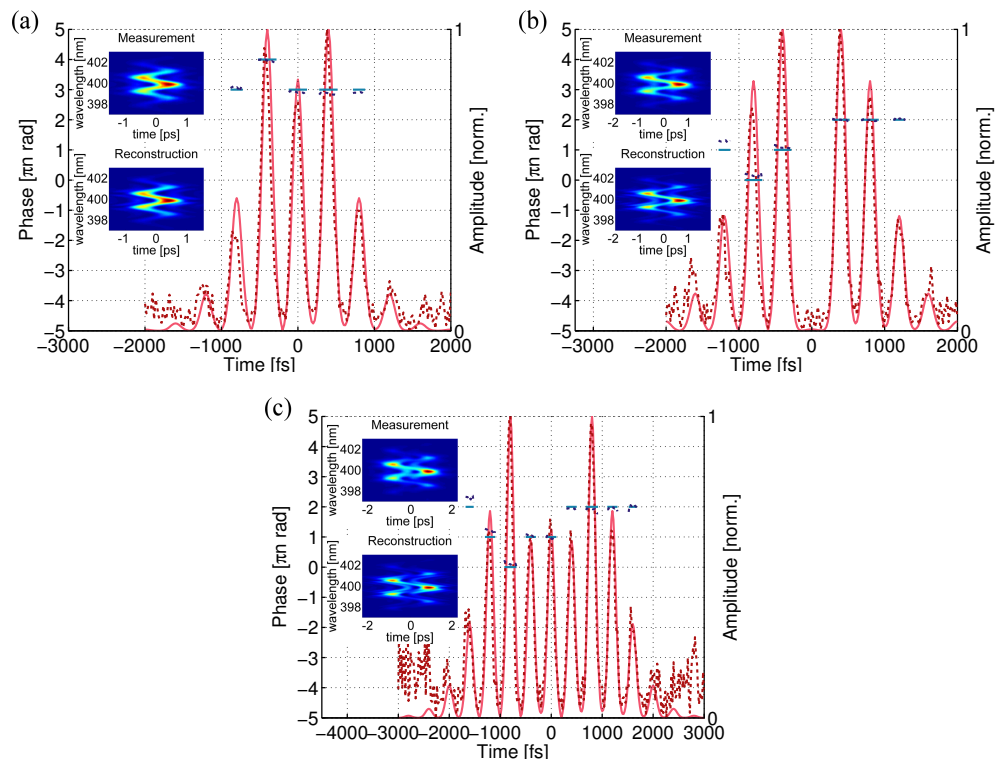 (a)
Measurement
wavelength [nm]
402
400
398
-1 0 1
time [ps]
Reconstruction
wavelength [nm]
402
400
398
-1 0 1
time [ps]
Phase [πn rad]
5
4
3
2
1
0
−1
−2
−3
−4
−5
−3000 −2000 −1000 0 1000 2000
Time [fs]
1
0
Amplitude [norm.]
(b)
Measurement
wavelength [nm]
402
400
398
-2 -1 0 1
time [ps]
Reconstruction
wavelength [nm]
402
400
398
-2 -1 0 1
time [ps]
Phase [πn rad]
5
4
3
2
1
0
−1
−2
−3
−4
−5
−3000 −2000 −1000 0 1000 2000
Time [fs]
1
0
Amplitude [norm.]
(c)
Measurement
wavelength [nm]
402
400
398
-2 0 2
time [ps]
Reconstruction
wavelength [nm]
402
400
398
-2 0 2
time [ps]
Phase [πn rad]
5
4
3
2
1
0
−1
−2
−3
−4
−5
-4000 −3000 −2000 −1000 0 1000 2000 3000
Time [fs]
1
0
Amplitude [norm.]